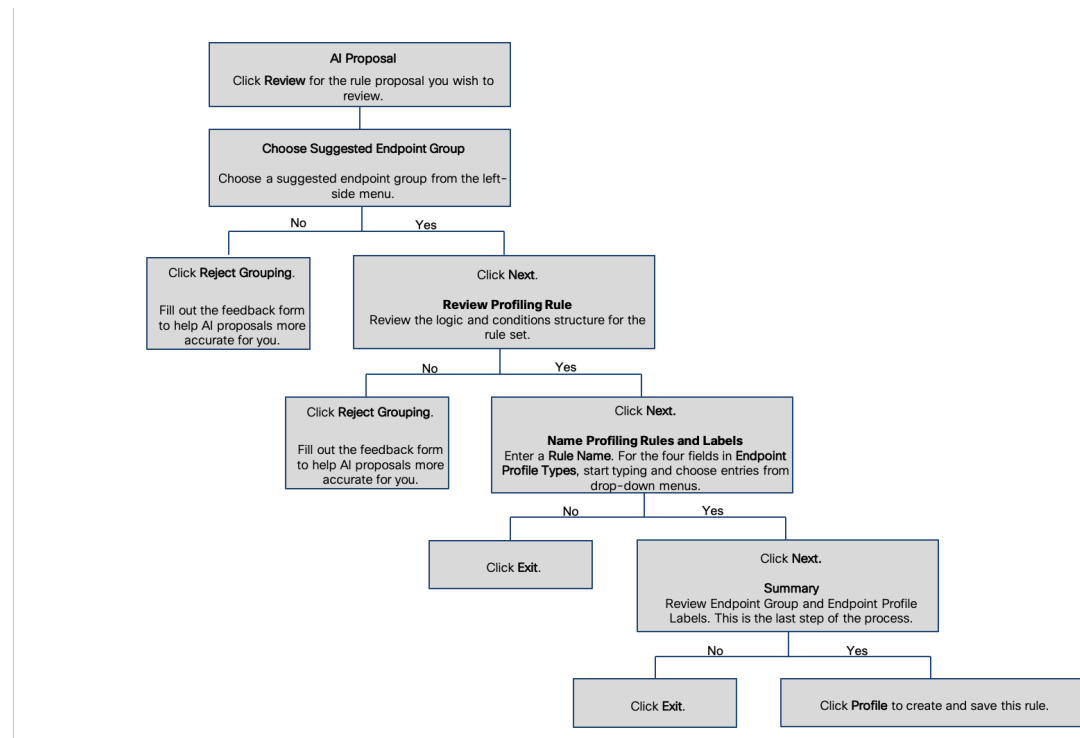 AI Proposal
Click Review for the rule proposal you wish to
review.
Choose Suggested Endpoint Group
Choose a suggested endpoint group from the left-
side menu.
No
Yes
Click Reject Grouping.
Fill out the feedback form
to help AI proposals more
accurate for you.
Click Next.
Review Profiling Rule
Review the logic and conditions structure for the
rule set.
No
Yes
Click Reject Grouping.
Fill out the feedback form
to help AI proposals more
accurate for you.
Click Next.
Name Profiling Rules and Labels
Enter a Rule Name. For the four fields in Endpoint
Profile Types, start typing and choose entries from
drop-down menus.
No
Yes
Click Exit.
Click Next.
Summary
Review Endpoint Group and Endpoint Profile
Labels. This is the last step of the process.
No
Yes
Click Exit.
Click Profile to create and save this rule.